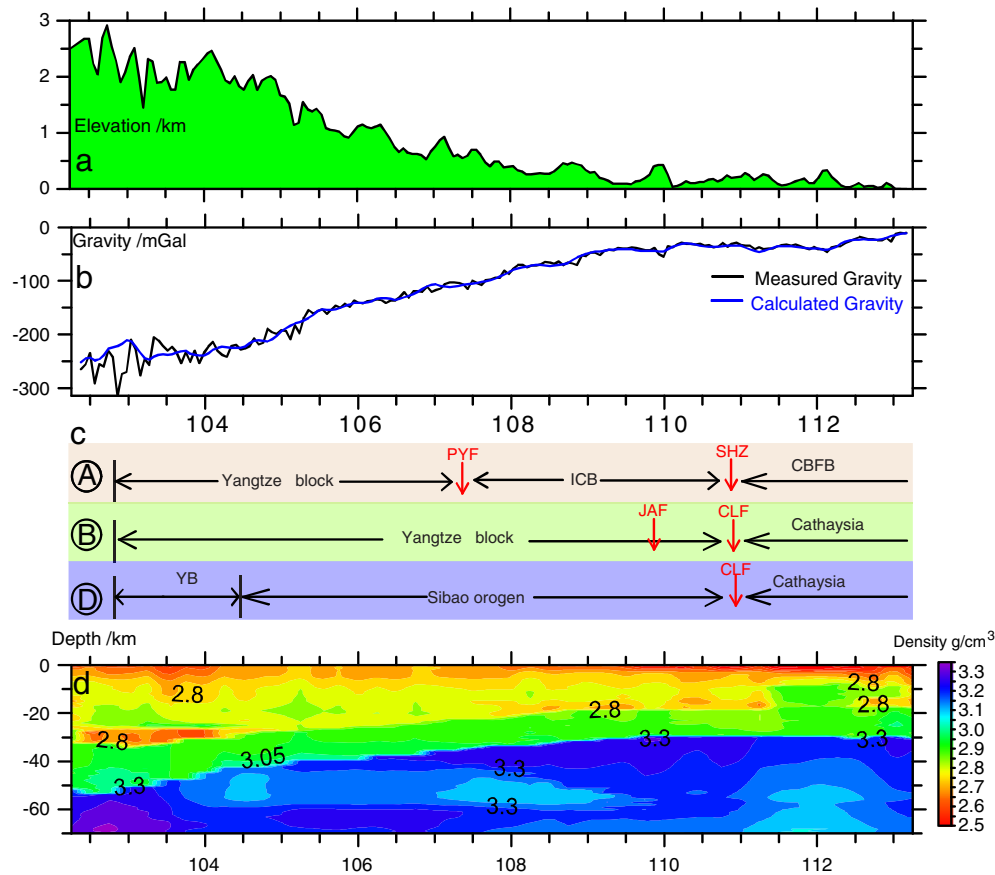 3
2
1
0
Elevation /km
a
0
-100
-200
-300
Gravity /mGal
b
Measured Gravity
Calculated Gravity
104 106 108 110 112
c
A Yangtze block PYF ICB SHZ CBFB
B Yangtze block JAF CLF Cathaysia
D YB Sibao orogen CLF Cathaysia
Depth /km
Density g/cm³
0
-20
-40
-60
d
2.8
2.8
2.8
2.8
2.8
3.05
3.3
3.3
3.3
3.3
3.3
3.3
3.2
3.1
3.0
2.9
2.8
2.7
2.6
2.5
104 106 108 110 112